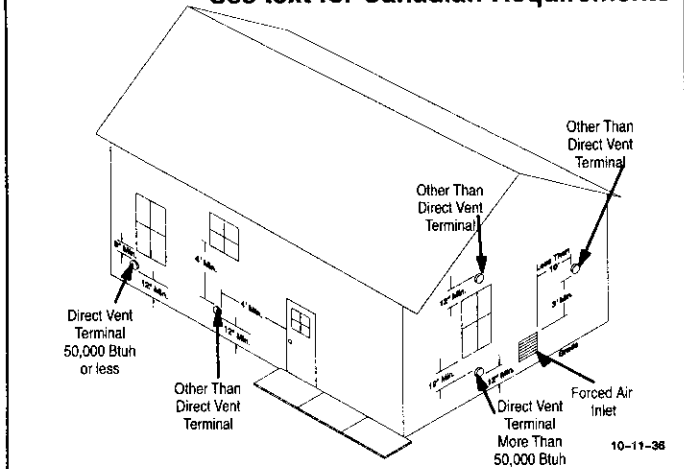 See text for Canadian Requirements
Other Than
Direct Vent
Terminal
Other Than
Direct Vent
Terminal
Less Than
10'
12" Min.
3' Min.
4' Min.
4' Min.
12" Min.
12" Min.
12" Min.
12" Min.
Grade
Direct Vent
Terminal
50,000 Btuh
or less
Other Than
Direct Vent
Terminal
Direct Vent
Terminal
More Than
50,000 Btuh
Forced Air
Inlet
10-11-36